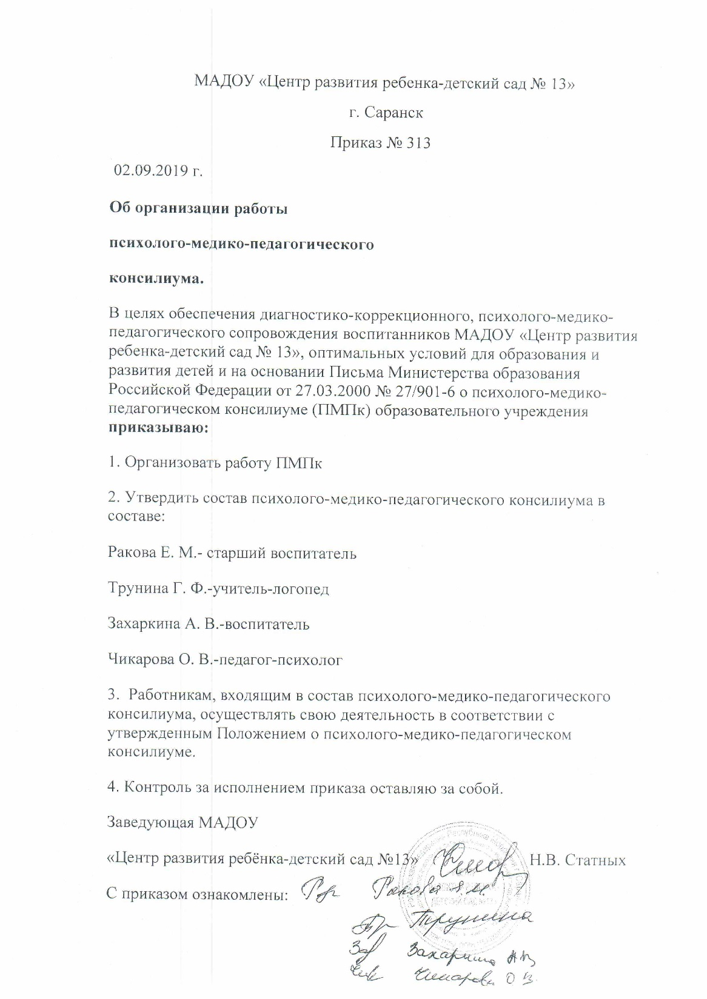 МАДОУ «Центр развития ребенка-детский сад № 13»
г. Саранск
Приказ № 313
02.09.2019 г.
Об организации работы
психолого-медико-педагогического
консилиума.
В целях обеспечения диагностико-коррекционного, психолого-медико-
педагогического сопровождения воспитанников МАДОУ «Центр развития
ребенка-детский сад № 13», оптимальных условий для образования и
развития детей и на основании Письма Министерства образования
Российской Федерации от 27.03.2000 № 27/901-6 о психолого-медико-
педагогическом консилиуме (ПМПк) образовательного учреждения
приказываю:
1. Организовать работу ПМПк
2. Утвердить состав психолого-медико-педагогического консилиума в
составе:
Ракова Е. М.- старший воспитатель
Трунина Г. Ф.-учитель-логопед
Захаркина А. В.-воспитатель
Чикарова О. В.-педагог-психолог
3.  Работникам, входящим в состав психолого-медико-педагогического
консилиума, осуществлять свою деятельность в соответствии с
утвержденным Положением о психолого-медико-педагогическом
консилиуме.
4. Контроль за исполнением приказа оставляю за собой.
Заведующая МАДОУ
«Центр развития ребёнка-детский сад №13» Н.В. Статных
С приказом ознакомлены: Ракова Е.М.
Трунина
Захаркина А В
Чикарова О В.